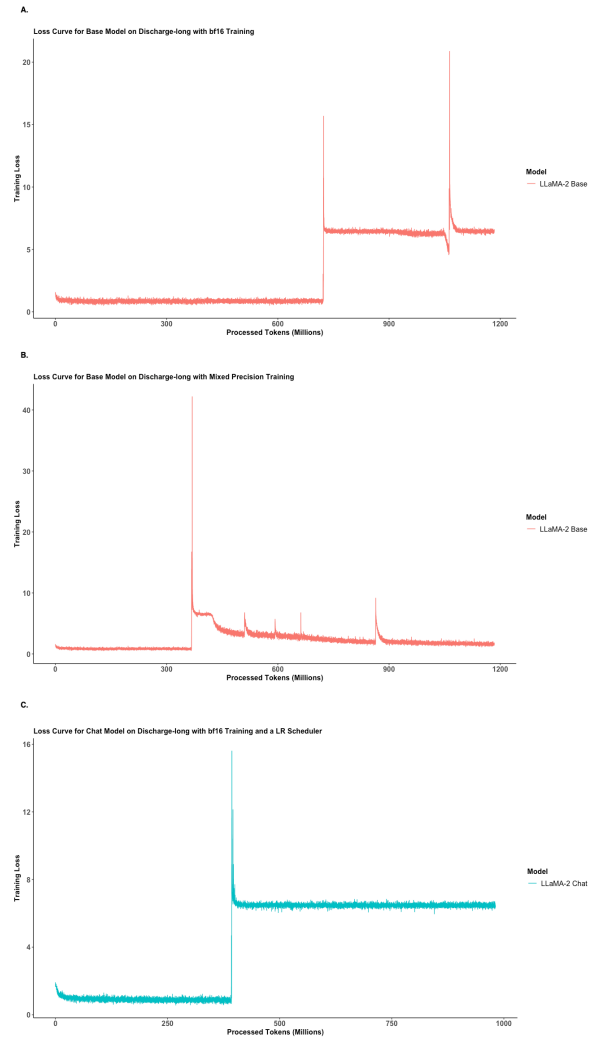 A.
Loss Curve for Base Model on Discharge-long with bf16 Training
20
15
10
5
0
Training Loss
0 300 600 900 1200
Processed Tokens (Millions)
Model
LLaMA-2 Base
B.
Loss Curve for Base Model on Discharge-long with Mixed Precision Training
40
30
20
10
0
Training Loss
0 300 600 900 1200
Processed Tokens (Millions)
Model
LLaMA-2 Base
C.
Loss Curve for Chat Model on Discharge-long with bf16 Training and a LR Scheduler
16
12
8
4
0
Training Loss
0 250 500 750 1000
Processed Tokens (Millions)
Model
LLaMA-2 Chat